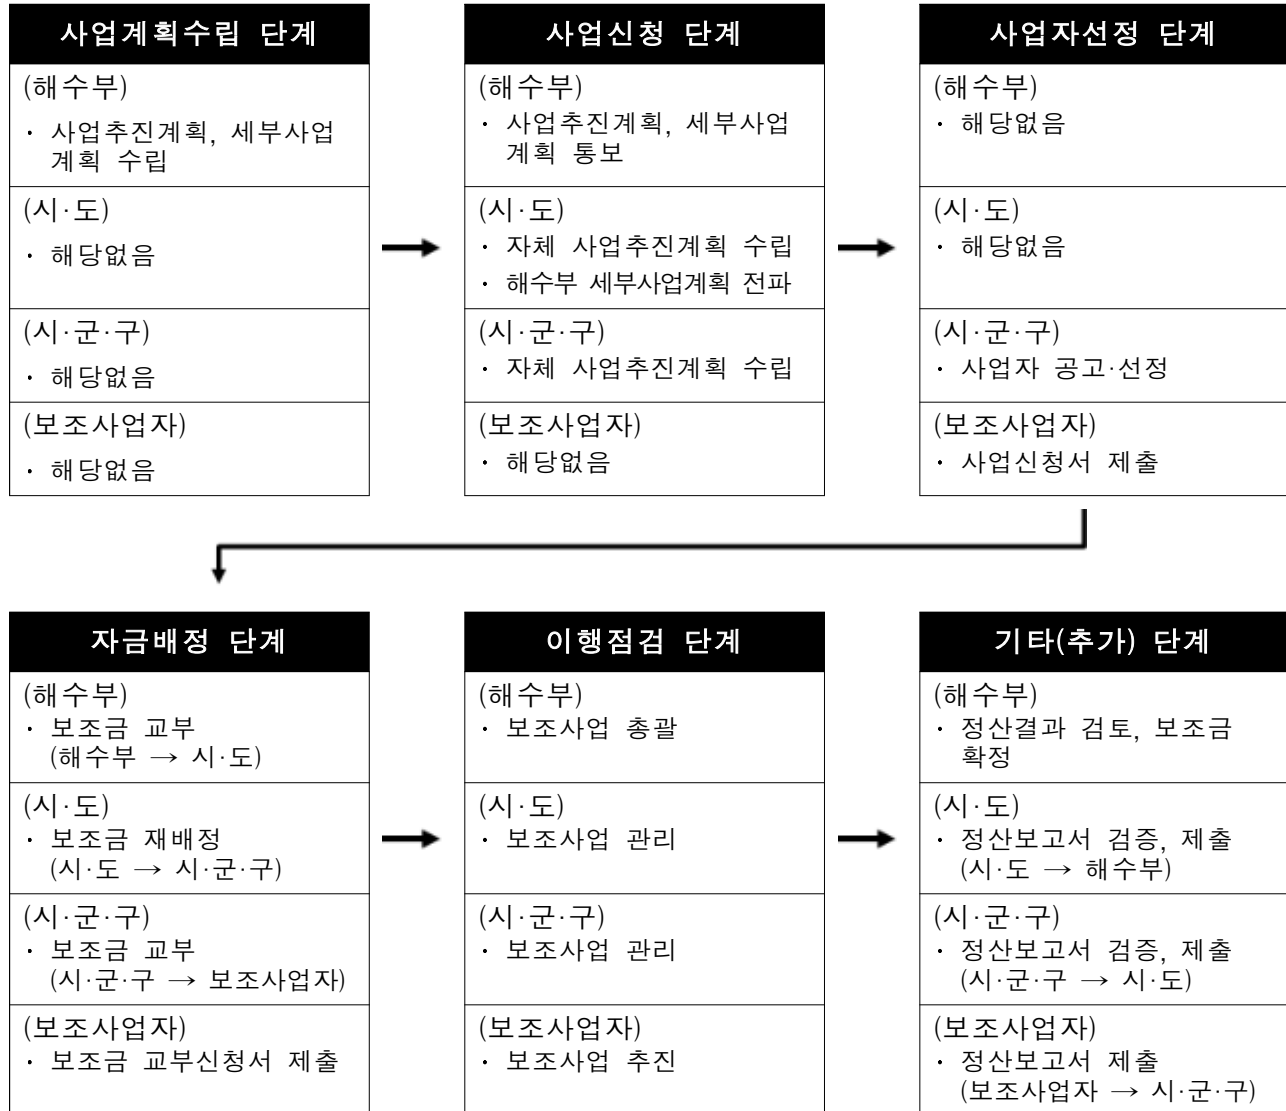 사업계획수립 단계
(해수부)
· 사업추진계획, 세부사업
계획 수립
(시·도)
· 해당없음
(시·군·구)
· 해당없음
(보조사업자)
· 해당없음
사업신청 단계
(해수부)
· 사업추진계획, 세부사업
계획 통보
(시·도)
· 자체 사업추진계획 수립
· 해수부 세부사업계획 전파
(시·군·구)
· 자체 사업추진계획 수립
(보조사업자)
· 해당없음
사업자선정 단계
(해수부)
· 해당없음
(시·도)
· 해당없음
(시·군·구)
· 사업자 공고·선정
(보조사업자)
· 사업신청서 제출
자금배정 단계
(해수부)
· 보조금 교부
(해수부 → 시·도)
(시·도)
· 보조금 재배정
(시·도 → 시·군·구)
(시·군·구)
· 보조금 교부
(시·군·구 → 보조사업자)
(보조사업자)
· 보조금 교부신청서 제출
이행점검 단계
(해수부)
· 보조사업 총괄
(시·도)
· 보조사업 관리
(시·군·구)
· 보조사업 관리
(보조사업자)
· 보조사업 추진
기타(추가) 단계
(해수부)
· 정산결과 검토, 보조금
확정
(시·도)
· 정산보고서 검증, 제출
(시·도 → 해수부)
(시·군·구)
· 정산보고서 검증, 제출
(시·군·구 → 시·도)
(보조사업자)
· 정산보고서 제출
(보조사업자 → 시·군·구)